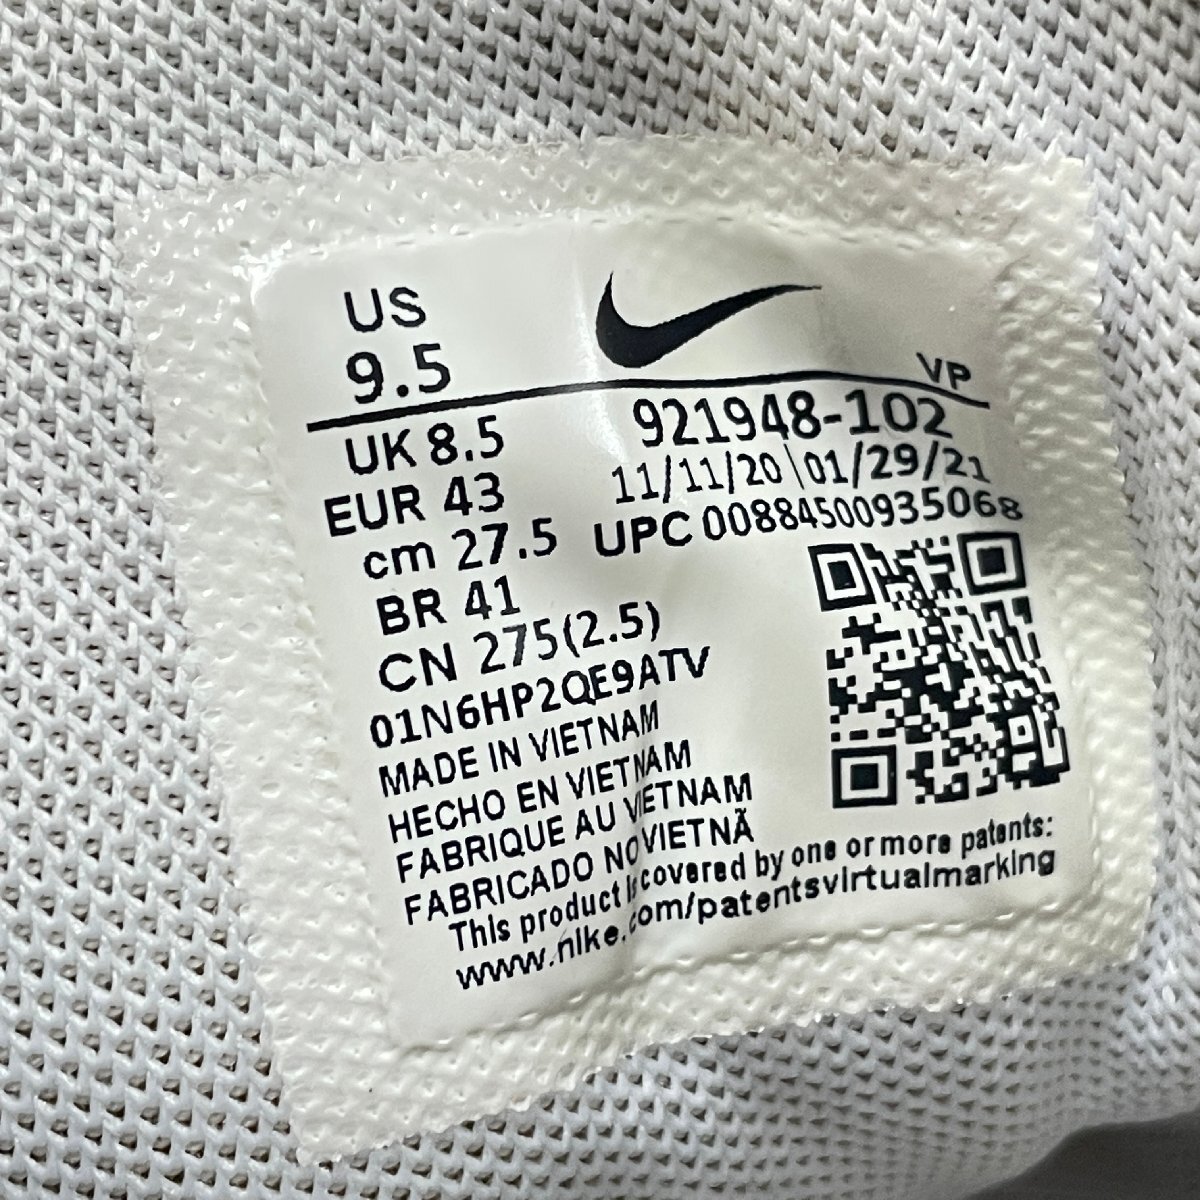 US
9.5
VP
UK 8.5
EUR 43
cm 27.5
BR 41
CN 275(2.5)
921948-102
11/11/20 \ 01/29/21
UPC 00884500935068
01N6HP2QE9ATV
MADE IN VIETNAM
HECHO EN VIETNAM
FABRIQUE AU VIETNAM
FABRICADO NO VIETNÃ
This product is covered by one or more patents:
www.nike.com/patentsvirtualmarking